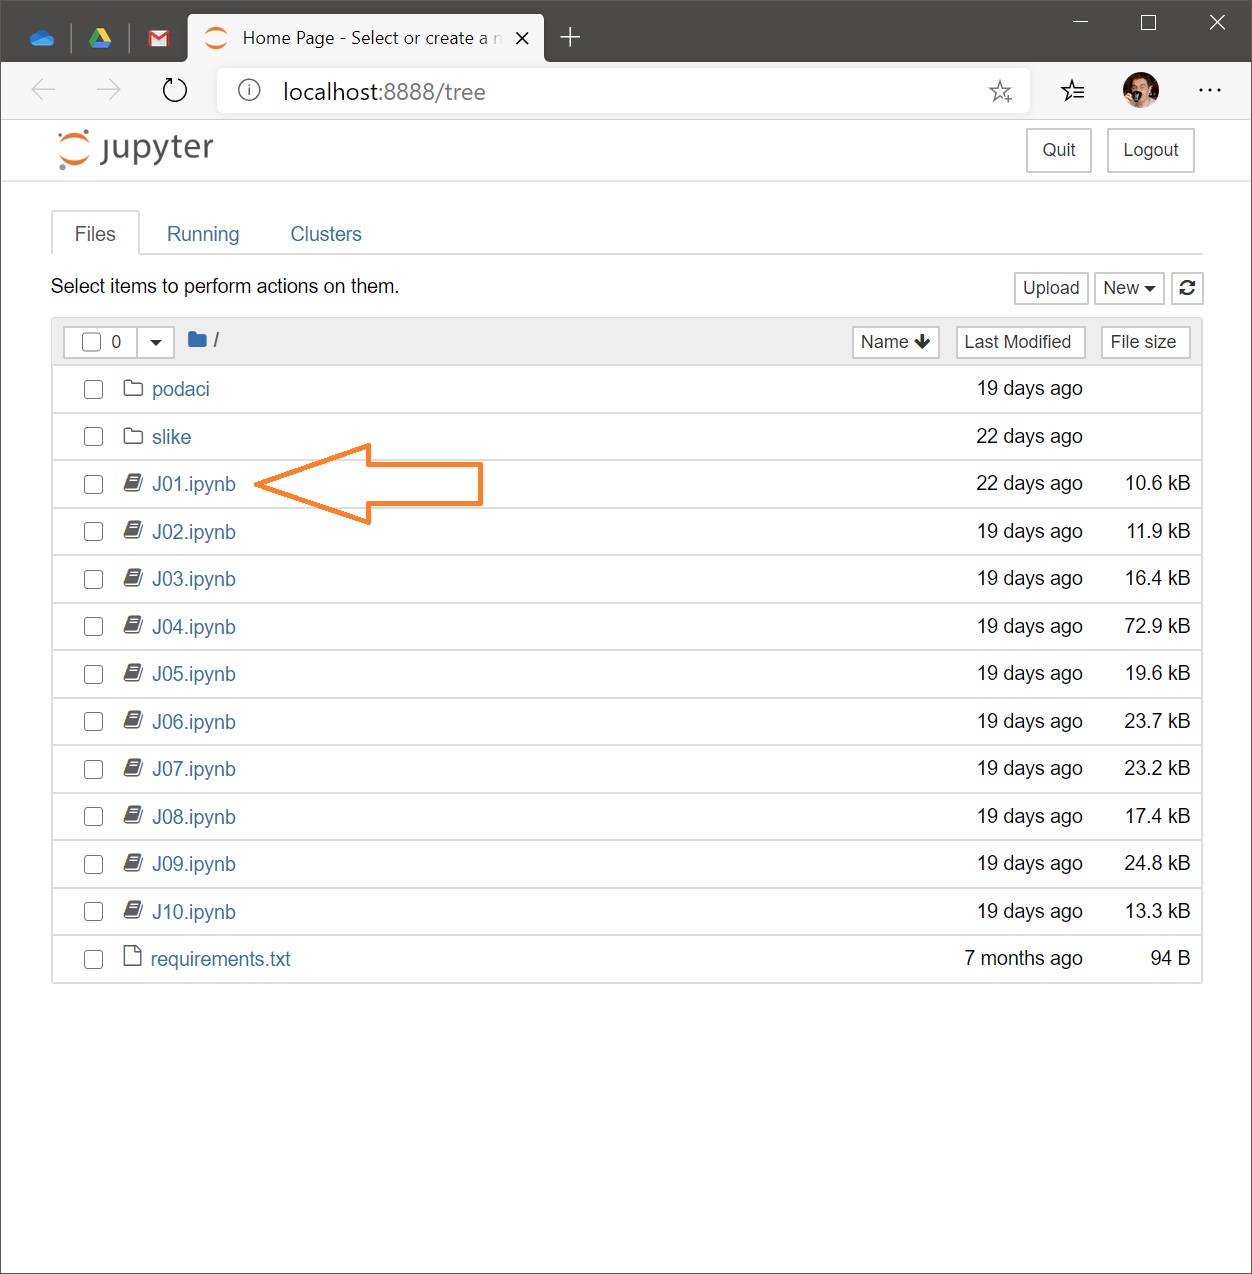 Home Page - Select or create a n
localhost:8888/tree
jupyter
Quit
Logout
Files
Running
Clusters
Select items to perform actions on them.
Upload
New
0
/
Name
Last Modified
File size
podaci 19 days ago
slike 22 days ago
J01.ipynb 22 days ago 10.6 kB
J02.ipynb 19 days ago 11.9 kB
J03.ipynb 19 days ago 16.4 kB
J04.ipynb 19 days ago 72.9 kB
J05.ipynb 19 days ago 19.6 kB
J06.ipynb 19 days ago 23.7 kB
J07.ipynb 19 days ago 23.2 kB
J08.ipynb 19 days ago 17.4 kB
J09.ipynb 19 days ago 24.8 kB
J10.ipynb 19 days ago 13.3 kB
requirements.txt 7 months ago 94 B